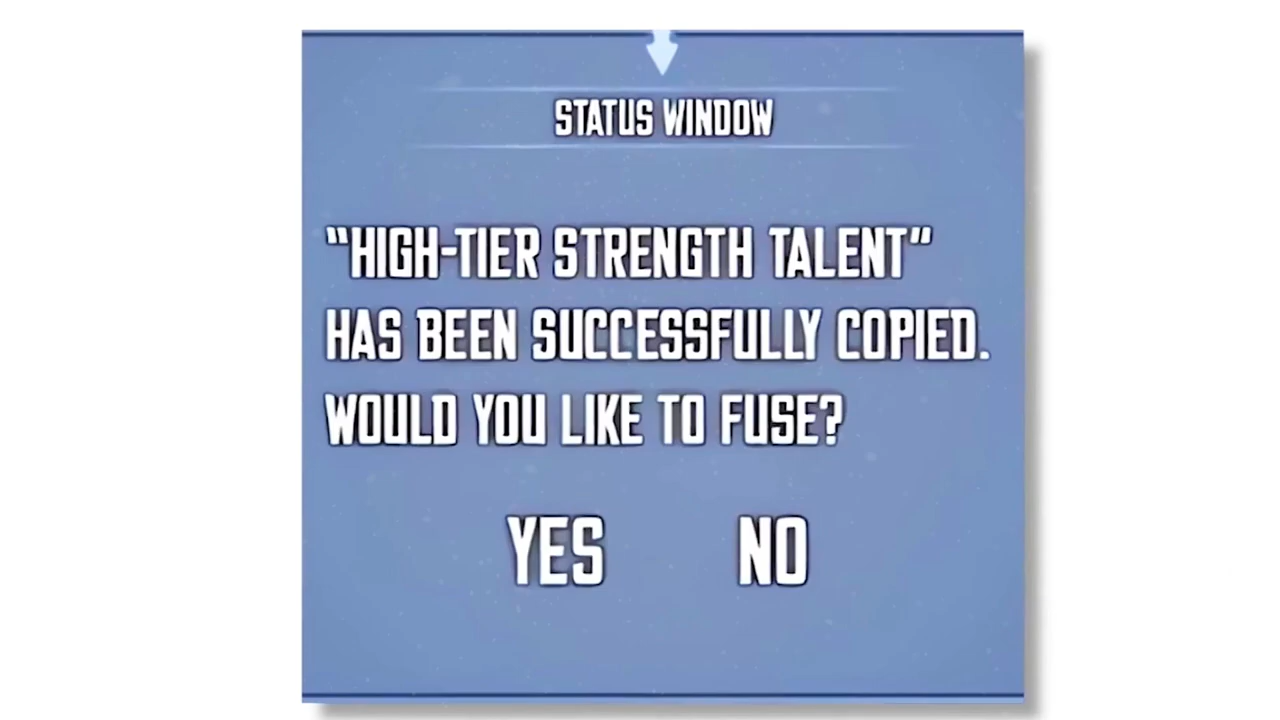 STATUS WINDOW
"HIGH-TIER STRENGTH TALENT"
HAS BEEN SUCCESSFULLY COPIED.
WOULD YOU LIKE TO FUSE?
YES NO